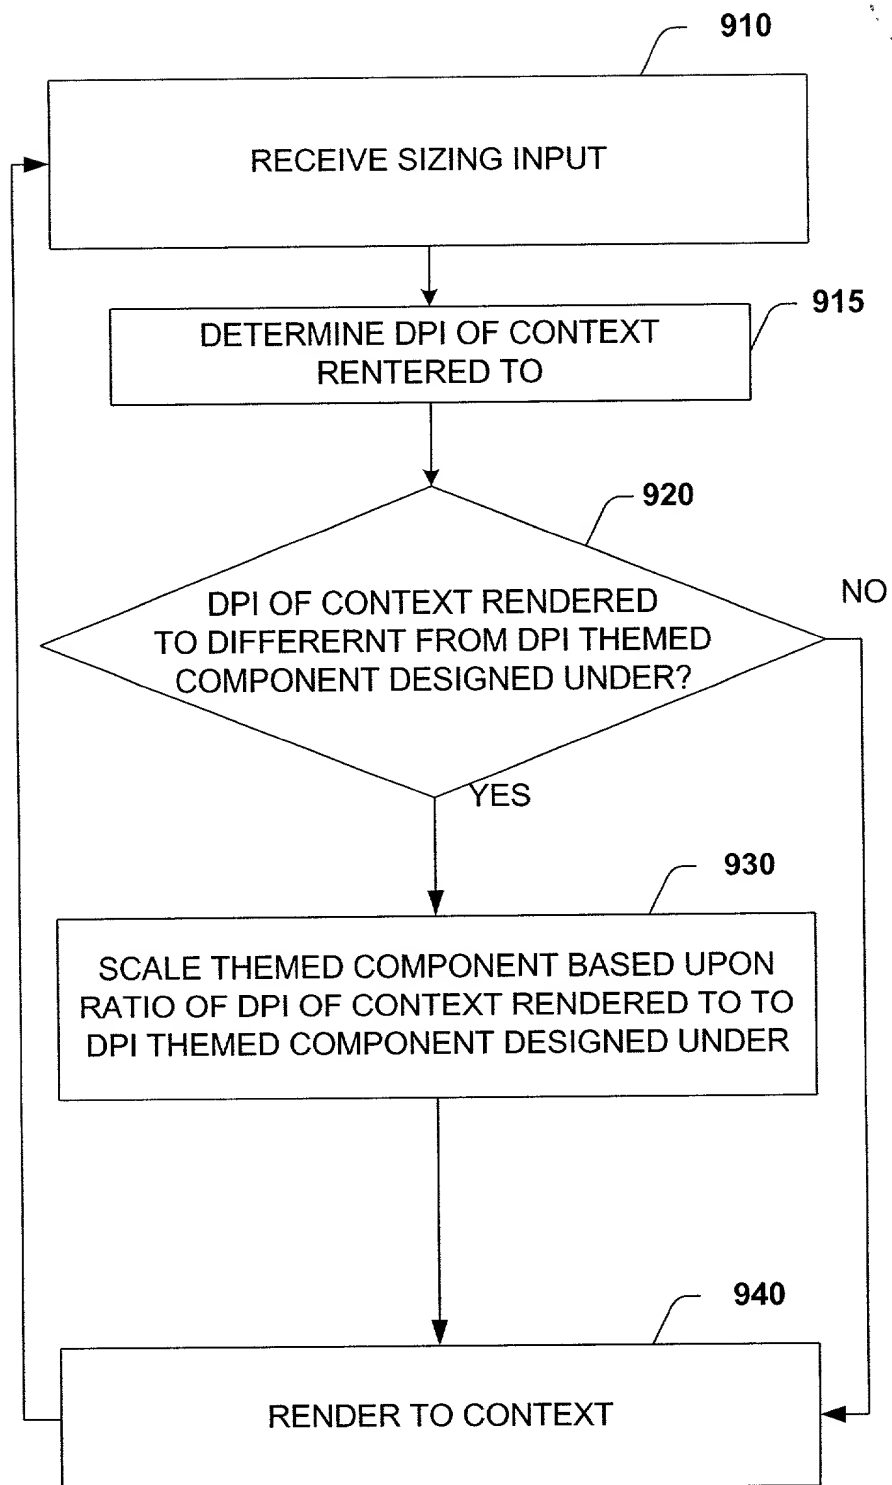 910
RECEIVE SIZING INPUT
915
DETERMINE DPI OF CONTEXT
RENTERED TO
920
DPI OF CONTEXT RENDERED
TO DIFFERERNT FROM DPI THEMED
COMPONENT DESIGNED UNDER?
NO
YES
930
SCALE THEMED COMPONENT BASED UPON
RATIO OF DPI OF CONTEXT RENDERED TO TO
DPI THEMED COMPONENT DESIGNED UNDER
940
RENDER TO CONTEXT